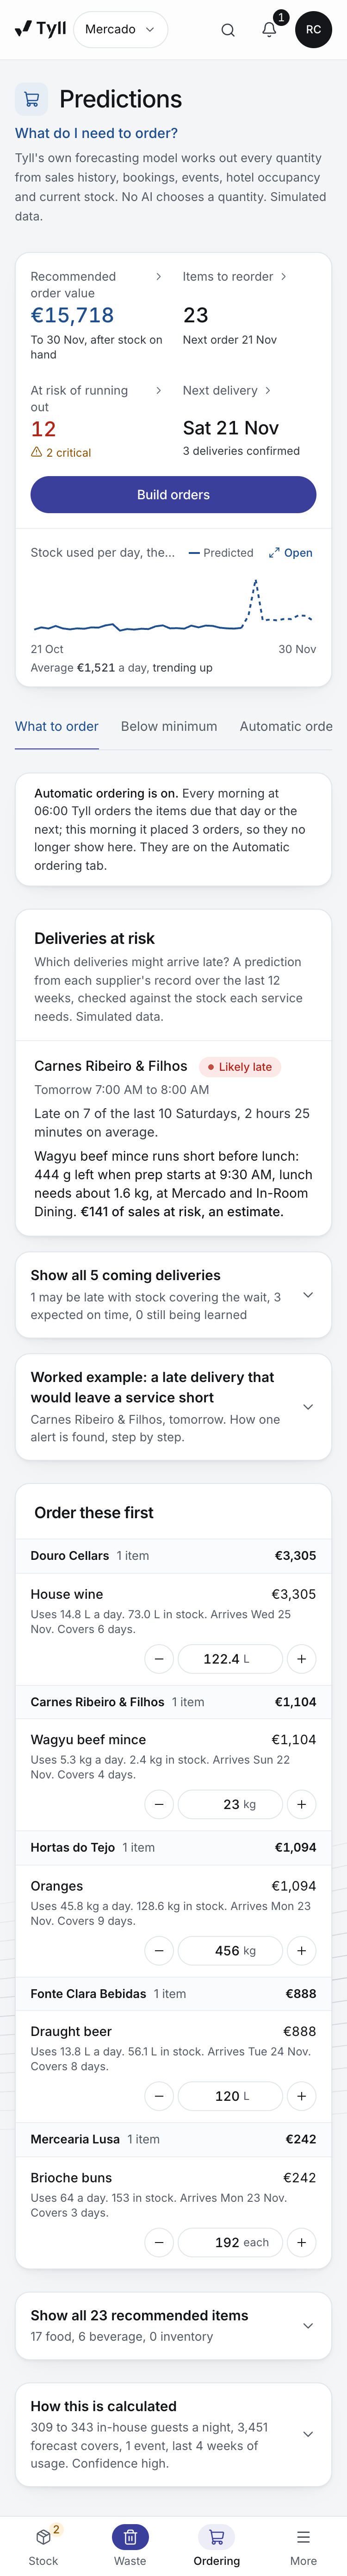 Tyll
Mercado
1
RC
Predictions
What do I need to order?
Tyll's own forecasting model works out every quantity
from sales history, bookings, events, hotel occupancy
and current stock. No AI chooses a quantity. Simulated
data.
Recommended
order value
€15,718
To 30 Nov, after stock on
hand
Items to reorder
23
Next order 21 Nov
At risk of running
out
12
2 critical
Next delivery
Sat 21 Nov
3 deliveries confirmed
Build orders
Stock used per day, the...
Predicted
Open
21 Oct
30 Nov
Average €1,521 a day, trending up
What to order
Below minimum
Automatic orde
Automatic ordering is on. Every morning at
06:00 Tyll orders the items due that day or the
next; this morning it placed 3 orders, so they no
longer show here. They are on the Automatic
ordering tab.
Deliveries at risk
Which deliveries might arrive late? A prediction
from each supplier's record over the last 12
weeks, checked against the stock each service
needs. Simulated data.
Carnes Ribeiro & Filhos
Likely late
Tomorrow 7:00 AM to 8:00 AM
Late on 7 of the last 10 Saturdays, 2 hours 25
minutes on average.
Wagyu beef mince runs short before lunch:
444 g left when prep starts at 9:30 AM, lunch
needs about 1.6 kg, at Mercado and In-Room
Dining. €141 of sales at risk, an estimate.
Show all 5 coming deliveries
1 may be late with stock covering the wait, 3
expected on time, 0 still being learned
Worked example: a late delivery that
would leave a service short
Carnes Ribeiro & Filhos, tomorrow. How one
alert is found, step by step.
Order these first
Douro Cellars 1 item €3,305
House wine €3,305
Uses 14.8 L a day. 73.0 L in stock. Arrives Wed 25
Nov. Covers 6 days.
− 122.4 L +
Carnes Ribeiro & Filhos 1 item €1,104
Wagyu beef mince €1,104
Uses 5.3 kg a day. 2.4 kg in stock. Arrives Sun 22
Nov. Covers 4 days.
− 23 kg +
Hortas do Tejo 1 item €1,094
Oranges €1,094
Uses 45.8 kg a day. 128.6 kg in stock. Arrives Mon 23
Nov. Covers 9 days.
− 456 kg +
Fonte Clara Bebidas 1 item €888
Draught beer €888
Uses 13.8 L a day. 56.1 L in stock. Arrives Tue 24 Nov.
Covers 8 days.
− 120 L +
Mercearia Lusa 1 item €242
Brioche buns €242
Uses 64 a day. 153 in stock. Arrives Mon 23 Nov.
Covers 3 days.
− 192 each +
Show all 23 recommended items
17 food, 6 beverage, 0 inventory
How this is calculated
309 to 343 in-house guests a night, 3,451
forecast covers, 1 event, last 4 weeks of
usage. Confidence high.
2
Stock
Waste
Ordering
More